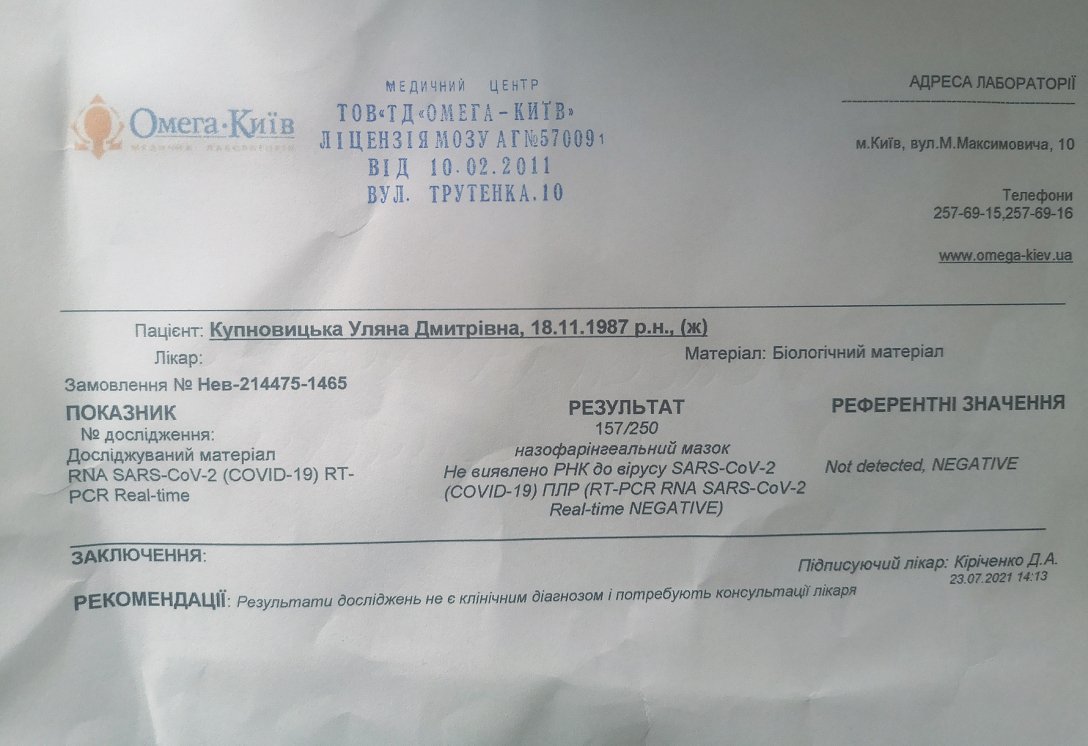 Омега·Київ
МЕДИЧНА ЛАБОРАТОРІЯ
МЕДИЧНИЙ ЦЕНТР
ТОВ«ТД«ОМЕГА-КИЇВ»
ЛІЦЕНЗІЯ МОЗУ АГ№570091
ВІД 10.02.2011
ВУЛ. ТРУТЕНКА.10
АДРЕСА ЛАБОРАТОРІЇ
м.Київ, вул.М.Максимовича, 10
Телефони
257-69-15,257-69-16
www.omega-kiev.ua
Пацієнт: Купновицька Уляна Дмитрівна, 18.11.1987 р.н., (ж)
Лікар:
Матеріал: Біологічний матеріал
Замовлення № Нев-214475-1465
ПОКАЗНИК РЕЗУЛЬТАТ РЕФЕРЕНТНІ ЗНАЧЕННЯ
№ дослідження: 157/250
Досліджуваний матеріал назофарінгеальний мазок
RNA SARS-CoV-2 (COVID-19) RT-
PCR Real-time
Не виявлено РНК до вірусу SARS-CoV-2
(COVID-19) ПЛР (RT-PCR RNA SARS-CoV-2
Real-time NEGATIVE)
Not detected, NEGATIVE
ЗАКЛЮЧЕННЯ:
Підписуючий лікар: Кіріченко Д.А.
23.07.2021 14:13
РЕКОМЕНДАЦІЇ: Результати досліджень не є клінічним діагнозом і потребують консультації лікаря